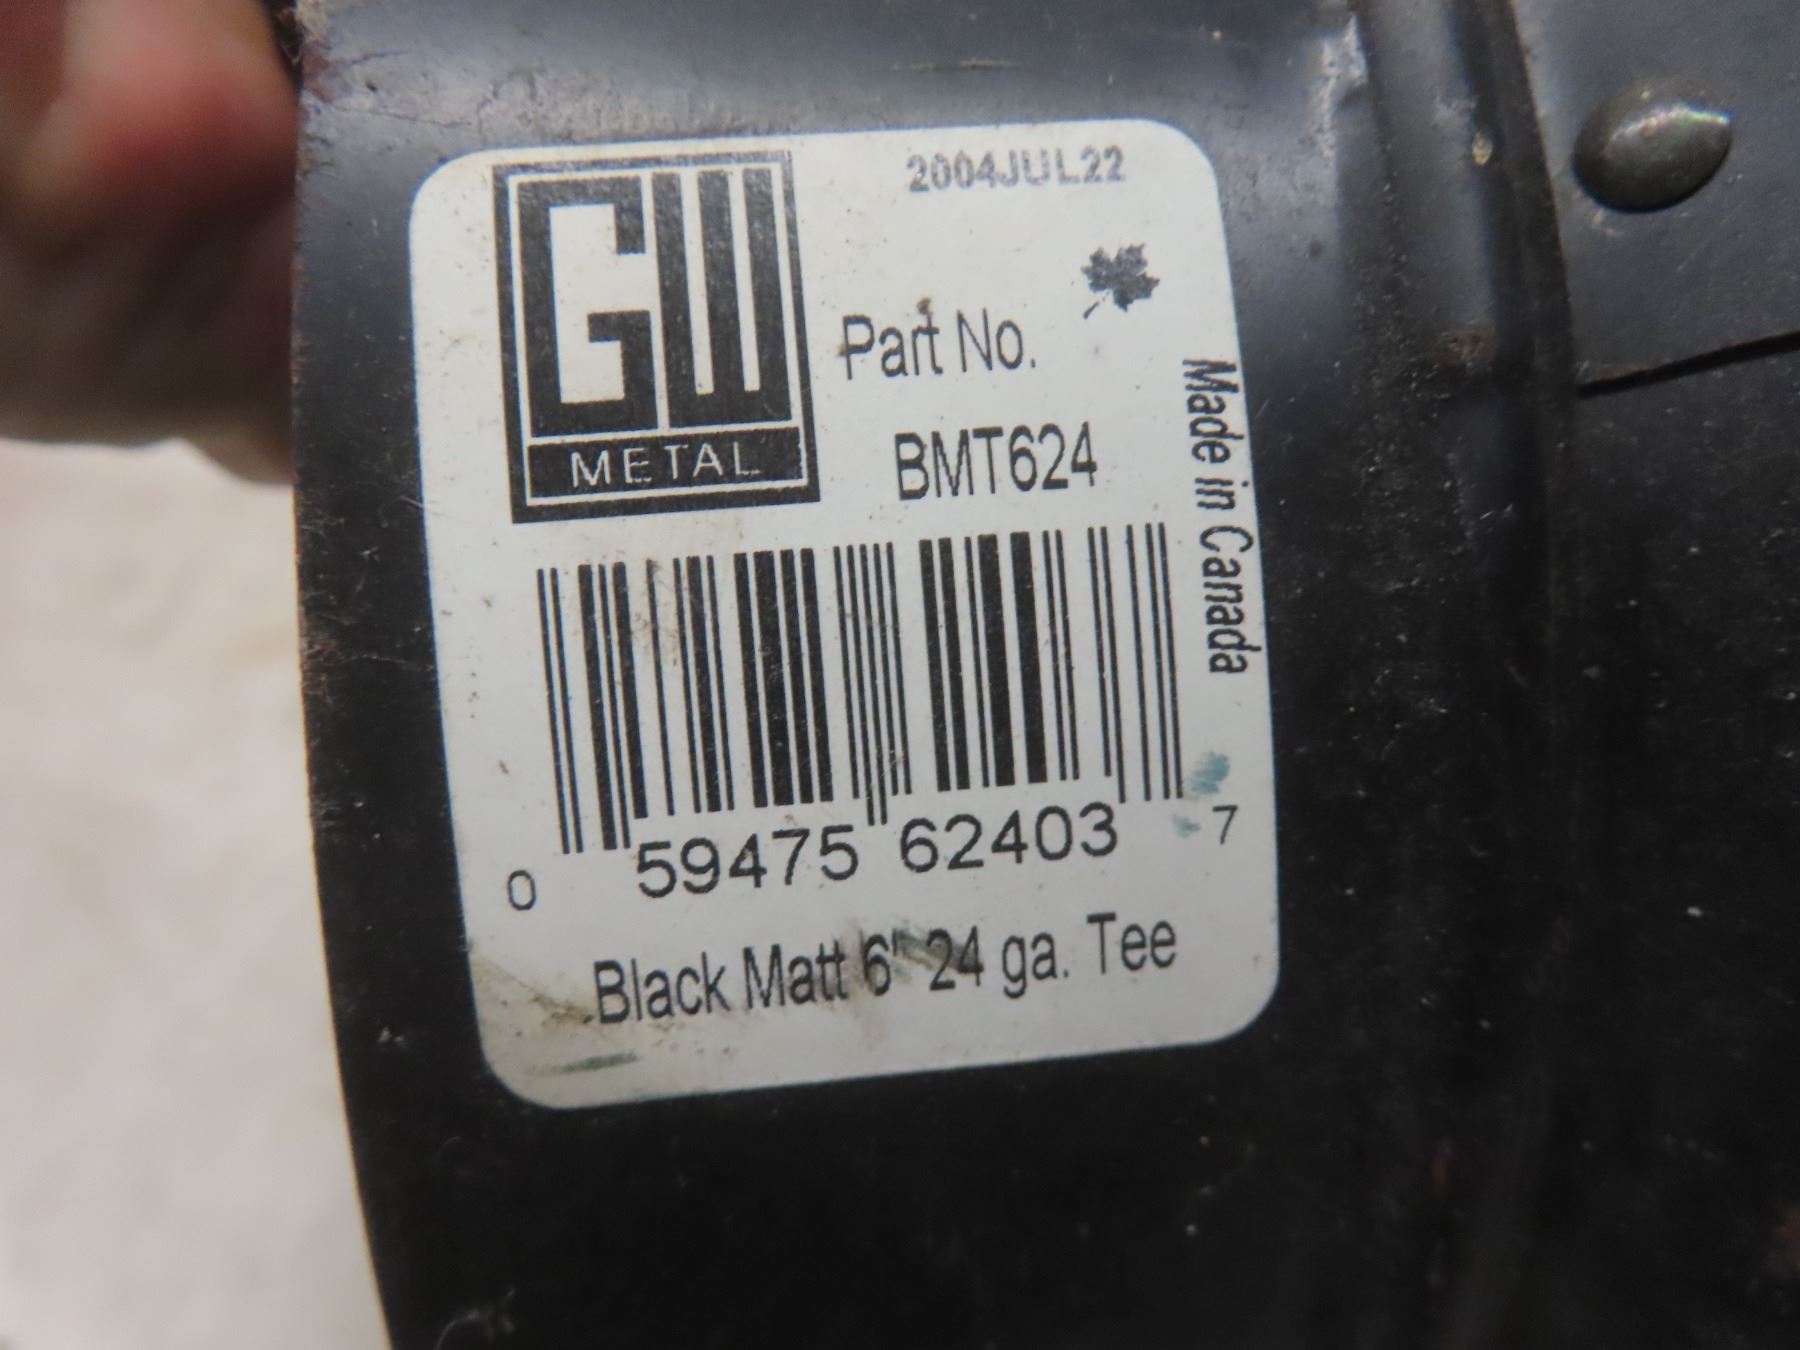 GW
METAL
2004JUL22
Part No.
BMT624
Made in Canada
0 59475 62403 7
Black Matt 6" 24 ga. Tee